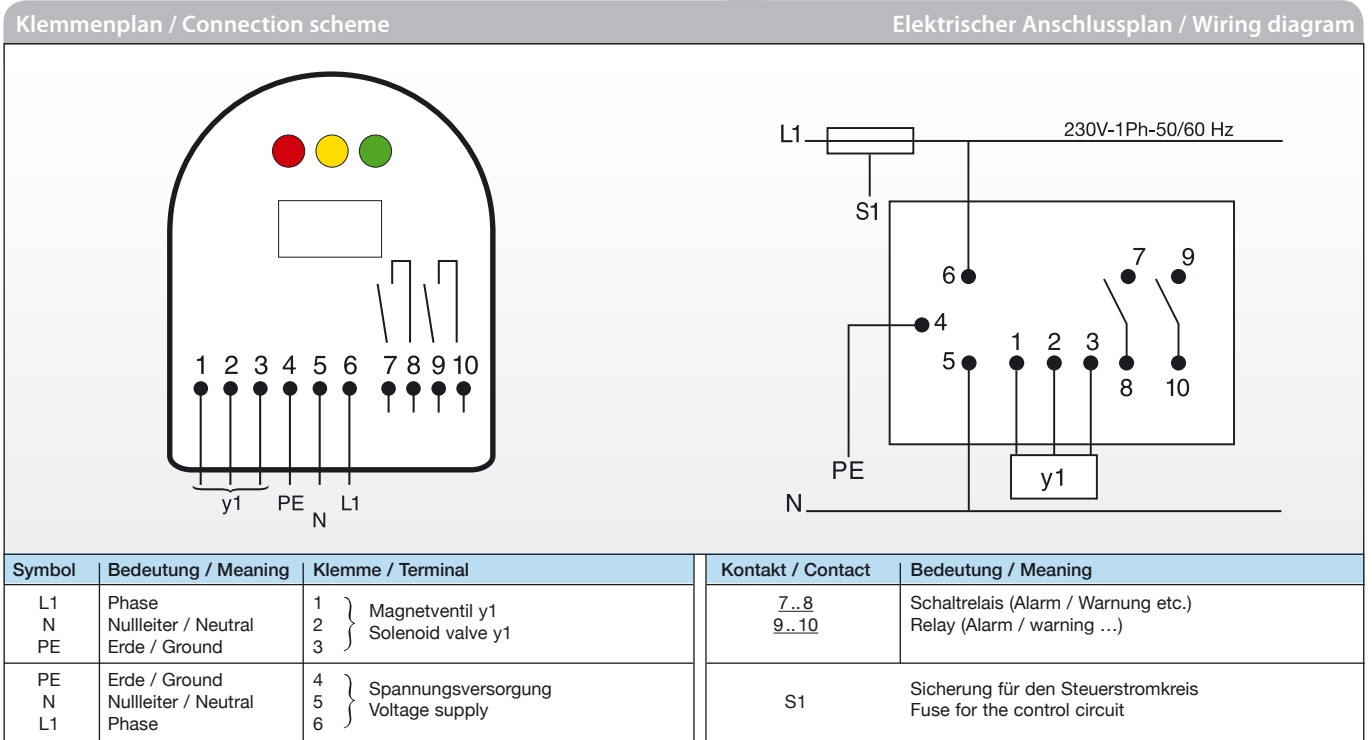 Klemmenplan / Connection scheme
Elektrischer Anschlussplan / Wiring diagram
1 2 3 4 5 6 7 8 9 10
y1 PE N L1
L1 230V-1Ph-50/60 Hz
S1
7 9
6
4
1 2 3
5
8 10
PE
y1
N
Symbol Bedeutung / Meaning Klemme / Terminal
L1 Phase 1
N Nullleiter / Neutral 2
PE Erde / Ground 3
Magnetventil y1
Solenoid valve y1
PE Erde / Ground 4
N Nullleiter / Neutral 5
L1 Phase 6
Spannungsversorgung
Voltage supply
Kontakt / Contact Bedeutung / Meaning
7..8 Schaltrelais (Alarm / Warnung etc.)
9..10 Relay (Alarm / warning …)
S1
Sicherung für den Steuerstromkreis
Fuse for the control circuit